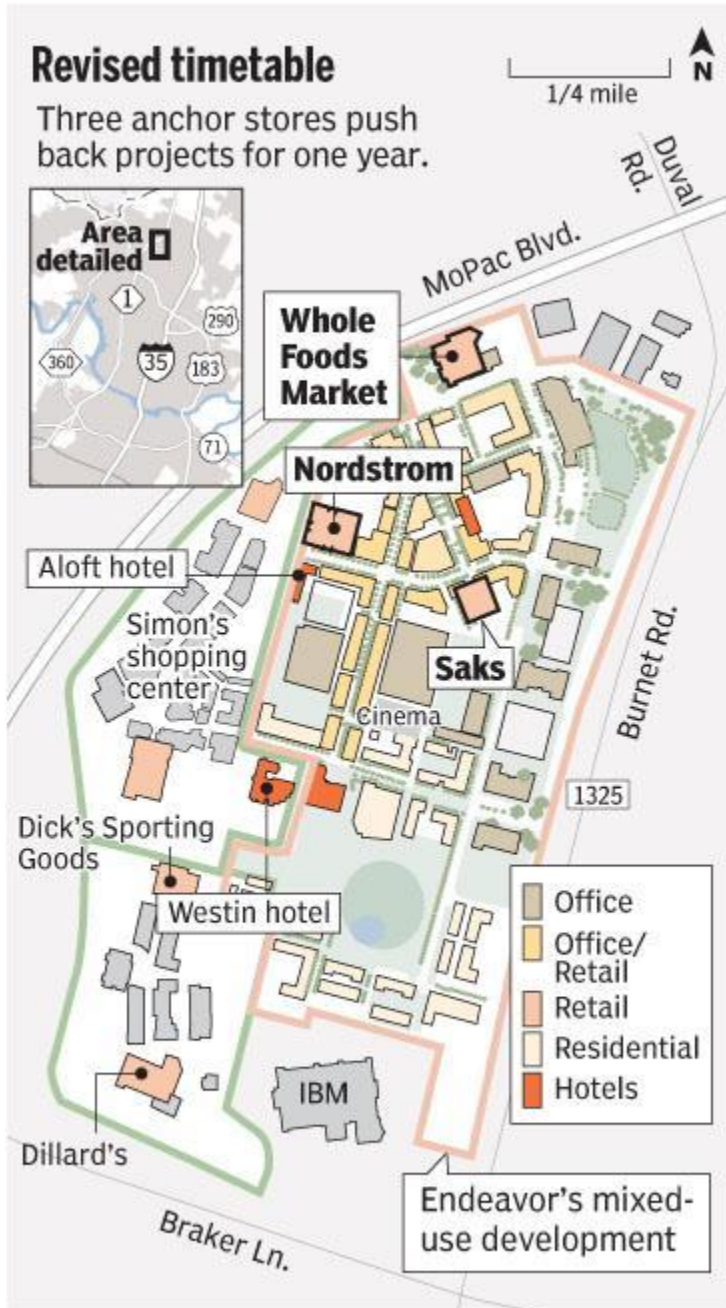 Revised timetable
Three anchor stores push
back projects for one year.
1/4 mile
N
Duval
Rd.
MoPac Blvd.
Area
detailed
1
290
360
35
183
71
Whole
Foods
Market
Nordstrom
Aloft hotel
Simon's
shopping
center
Saks
Cinema
Burnet Rd.
1325
Dick's Sporting
Goods
Westin hotel
Office
Office/
Retail
Retail
Residential
Hotels
IBM
Dillard's
Endeavor's mixed-
use development
Braker Ln.